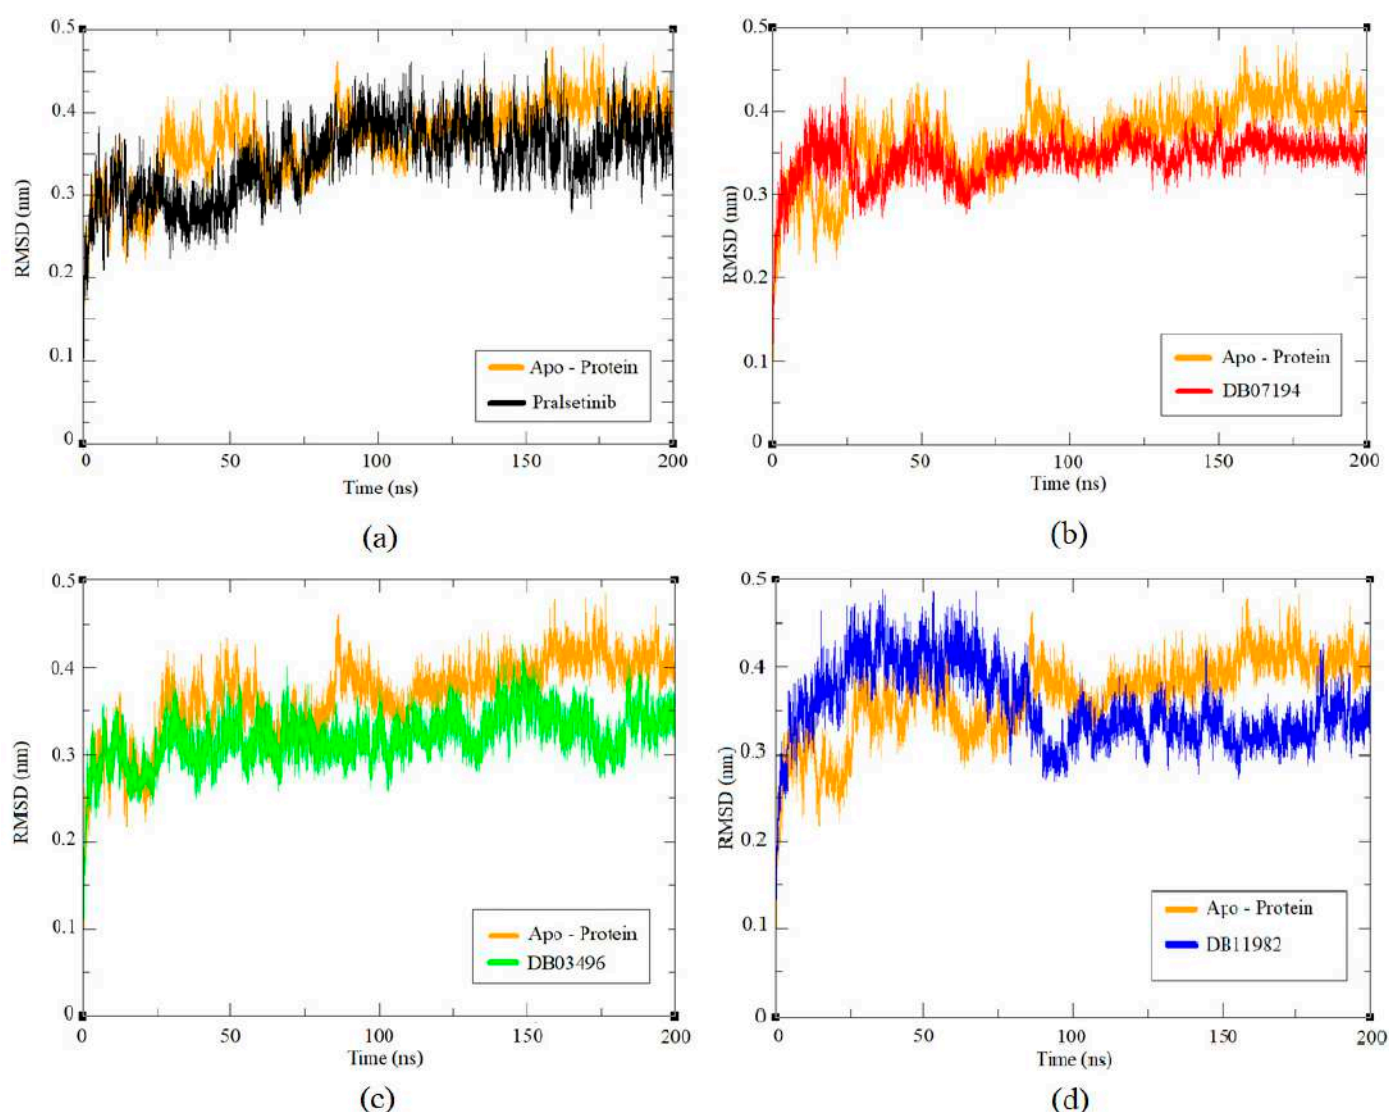 0.5
0.4
0.3
0.2
0.1
0
RMSD (nm)
Apo - Protein
Pralsetinib
0
50
100
150
200
Time (ns)
(a)
0.5
0.4
0.3
0.2
0.1
0
RMSD (nm)
Apo - Protein
DB07194
0
50
100
150
200
Time (ns)
(b)
0.5
0.4
0.3
0.2
0.1
0
RMSD (nm)
Apo - Protein
DB03496
0
50
100
150
200
Time (ns)
(c)
0.5
0.4
0.3
0.2
0.1
0
RMSD (nm)
Apo - Protein
DB11982
0
50
100
150
200
Time (ns)
(d)